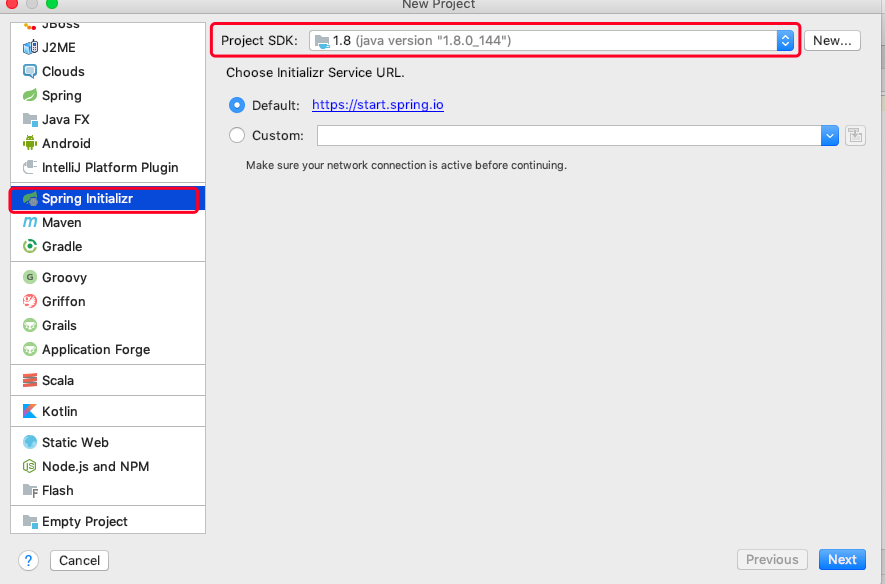 New Project
JBoss
J2ME
Clouds
Spring
Java FX
Android
IntelliJ Platform Plugin
Spring Initializr
Maven
Gradle
Groovy
Griffon
Grails
Application Forge
Scala
Kotlin
Static Web
Node.js and NPM
Flash
Empty Project
Project SDK: 1.8 (java version "1.8.0_144") New...
Choose Initializr Service URL.
Default: https://start.spring.io
Custom:
Make sure your network connection is active before continuing.
? Cancel Previous Next